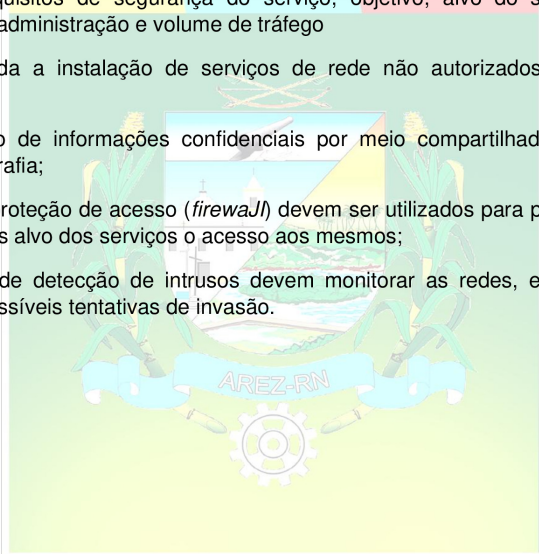 quisitos de segurança do serviço, objetivo, alvo do s
administração e volume de tráfego
da a instalação de serviços de rede não autorizados
o de informações confidenciais por meio compartilhad
rafia;
roteção de acesso (firewaJI) devem ser utilizados para p
s alvo dos serviços o acesso aos mesmos;
de detecção de intrusos devem monitorar as redes, e
ssíveis tentativas de invasão.
AREZ-RN